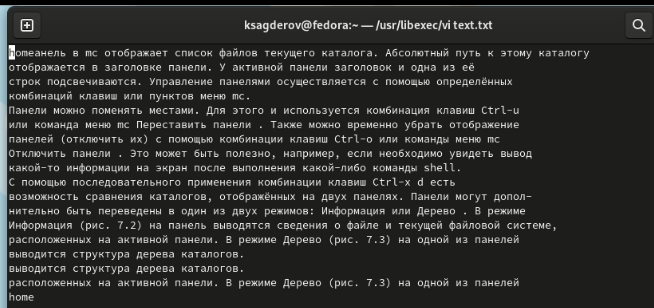 ksagderov@fedora:~ — /usr/libexec/vi text.txt
homeанель в mc отображает список файлов текущего каталога. Абсолютный путь к этому каталогу
отображается в заголовке панели. У активной панели заголовок и одна из её
строк подсвечиваются. Управление панелями осуществляется с помощью определённых
комбинаций клавиш или пунктов меню mc.
Панели можно поменять местами. Для этого и используется комбинация клавиш Ctrl-u
или команда меню mc Переставить панели . Также можно временно убрать отображение
панелей (отключить их) с помощью комбинации клавиш Ctrl-o или команды меню mc
Отключить панели . Это может быть полезно, например, если необходимо увидеть вывод
какой-то информации на экран после выполнения какой-либо команды shell.
С помощью последовательного применения комбинации клавиш Ctrl-x d есть
возможность сравнения каталогов, отображённых на двух панелях. Панели могут допол-
нительно быть переведены в один из двух режимов: Информация или Дерево . В режиме
Информация (рис. 7.2) на панель выводятся сведения о файле и текущей файловой системе,
расположенных на активной панели. В режиме Дерево (рис. 7.3) на одной из панелей
выводится структура дерева каталогов.
выводится структура дерева каталогов.
расположенных на активной панели. В режиме Дерево (рис. 7.3) на одной из панелей
home